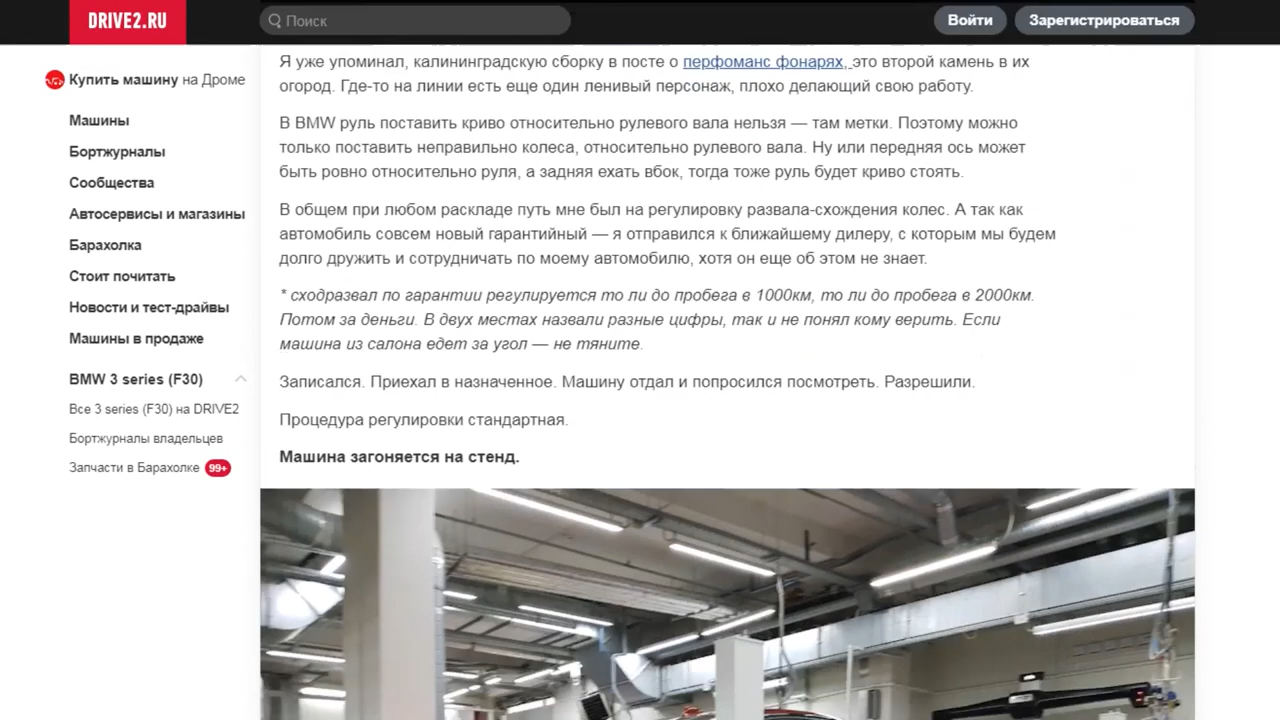 DRIVE2.RU
Поиск
Войти
Зарегистрироваться
Купить машину на Дроме
Машины
Бортжурналы
Сообщества
Автосервисы и магазины
Барахолка
Стоит почитать
Новости и тест-драйвы
Машины в продаже
BMW 3 series (F30)
Все 3 series (F30) на DRIVE2
Бортжурналы владельцев
Запчасти в Барахолке 99+
Я уже упоминал, калининградскую сборку в посте о перфоманс фонарях, это второй камень в их
огород. Где-то на линии есть еще один ленивый персонаж, плохо делающий свою работу.
В BMW руль поставить криво относительно рулевого вала нельзя — там метки. Поэтому можно
только поставить неправильно колеса, относительно рулевого вала. Ну или передняя ось может
быть ровно относительно руля, а задняя ехать вбок, тогда тоже руль будет криво стоять.
В общем при любом раскладе путь мне был на регулировку развала-схождения колес. А так как
автомобиль совсем новый гарантийный — я отправился к ближайшему дилеру, с которым мы будем
долго дружить и сотрудничать по моему автомобилю, хотя он еще об этом не знает.
* сходразвал по гарантии регулируется то ли до пробега в 1000км, то ли до пробега в 2000км.
Потом за деньги. В двух местах назвали разные цифры, так и не понял кому верить. Если
машина из салона едет за угол — не тяните.
Записался. Приехал в назначенное. Машину отдал и попросился посмотреть. Разрешили.
Процедура регулировки стандартная.
Машина загоняется на стенд.